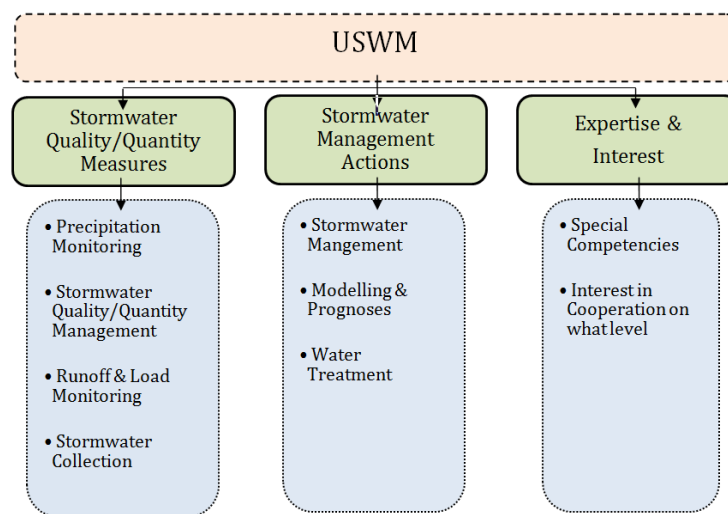 USWM
Stormwater
Quality/Quantity
Measures
• Precipitation
Monitoring
• Stormwater
Quality/Quantity
Management
• Runoff & Load
Monitoring
• Stormwater
Collection
Stormwater
Management
Actions
• Stormwater
Mangement
• Modelling &
Prognoses
• Water
Treatment
Expertise &
Interest
• Special
Competencies
• Interest in
Cooperation on
what level